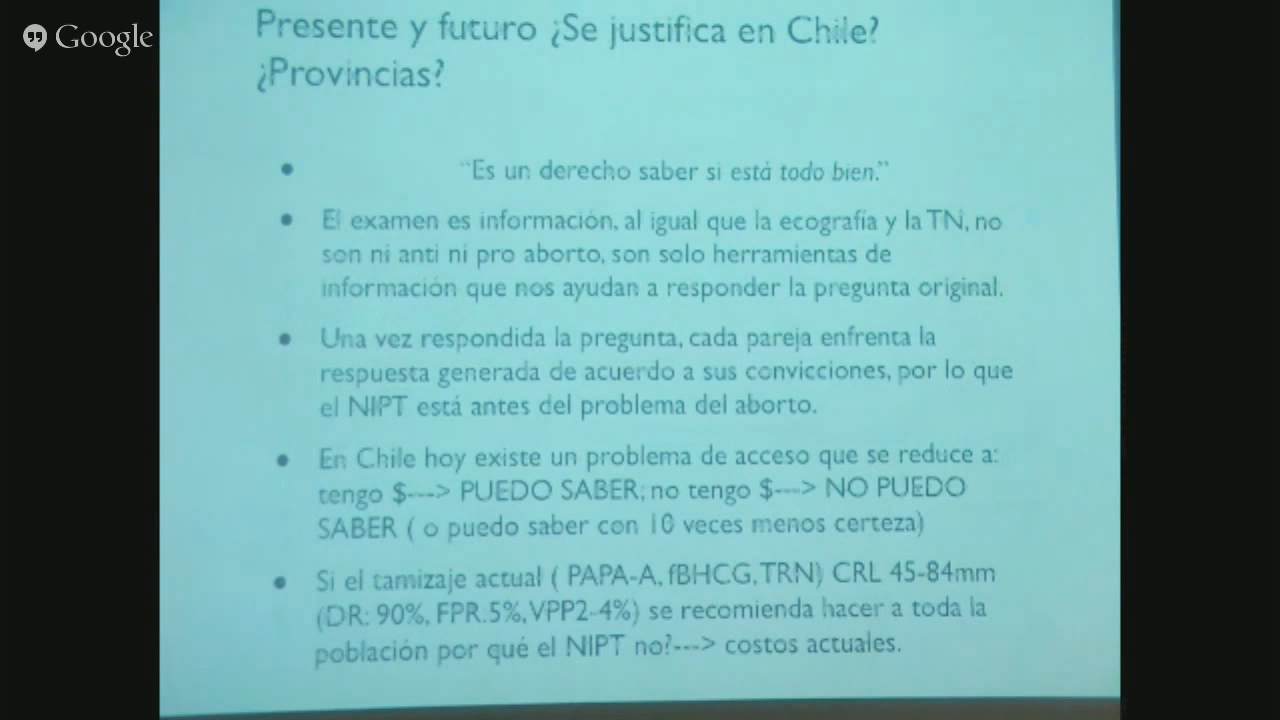 Google
Presente y futuro ¿Se justifica en Chile?
¿Provincias?
• "Es un derecho saber si está todo bien."
• El examen es información, al igual que la ecografía y la TN, no
son ni anti ni pro aborto, son solo herramientas de
información que nos ayudan a responder la pregunta original.
• Una vez respondida la pregunta, cada pareja enfrenta la
respuesta generada de acuerdo a sus convicciones, por lo que
el NIPT está antes del problema del aborto.
• En Chile hoy existe un problema de acceso que se reduce a:
tengo $---> PUEDO SABER; no tengo $---> NO PUEDO
SABER ( o puedo saber con 10 veces menos certeza)
• Si el tamizaje actual ( PAPA-A, fBHCG, TRN) CRL 45-84mm
(DR: 90%, FPR.5%, VPP2-4%) se recomienda hacer a toda la
población por qué el NIPT no?---> costos actuales.